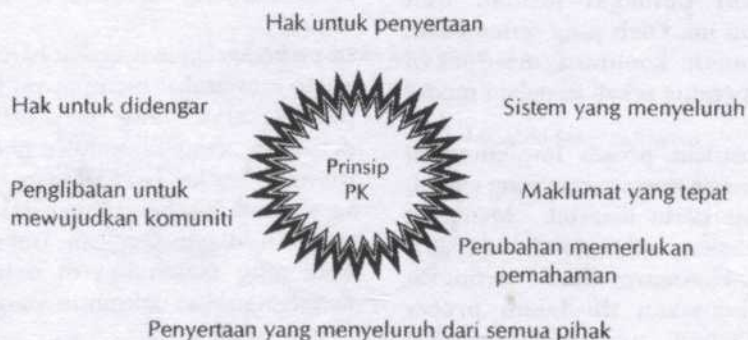 Hak untuk penyertaan
Hak untuk didengar
Sistem yang menyeluruh
Prinsip
PK
Penglibatan untuk
mewujudkan komuniti
Maklumat yang tepat
Perubahan memerlukan
pemahaman
Penyertaan yang menyeluruh dari semua pihak